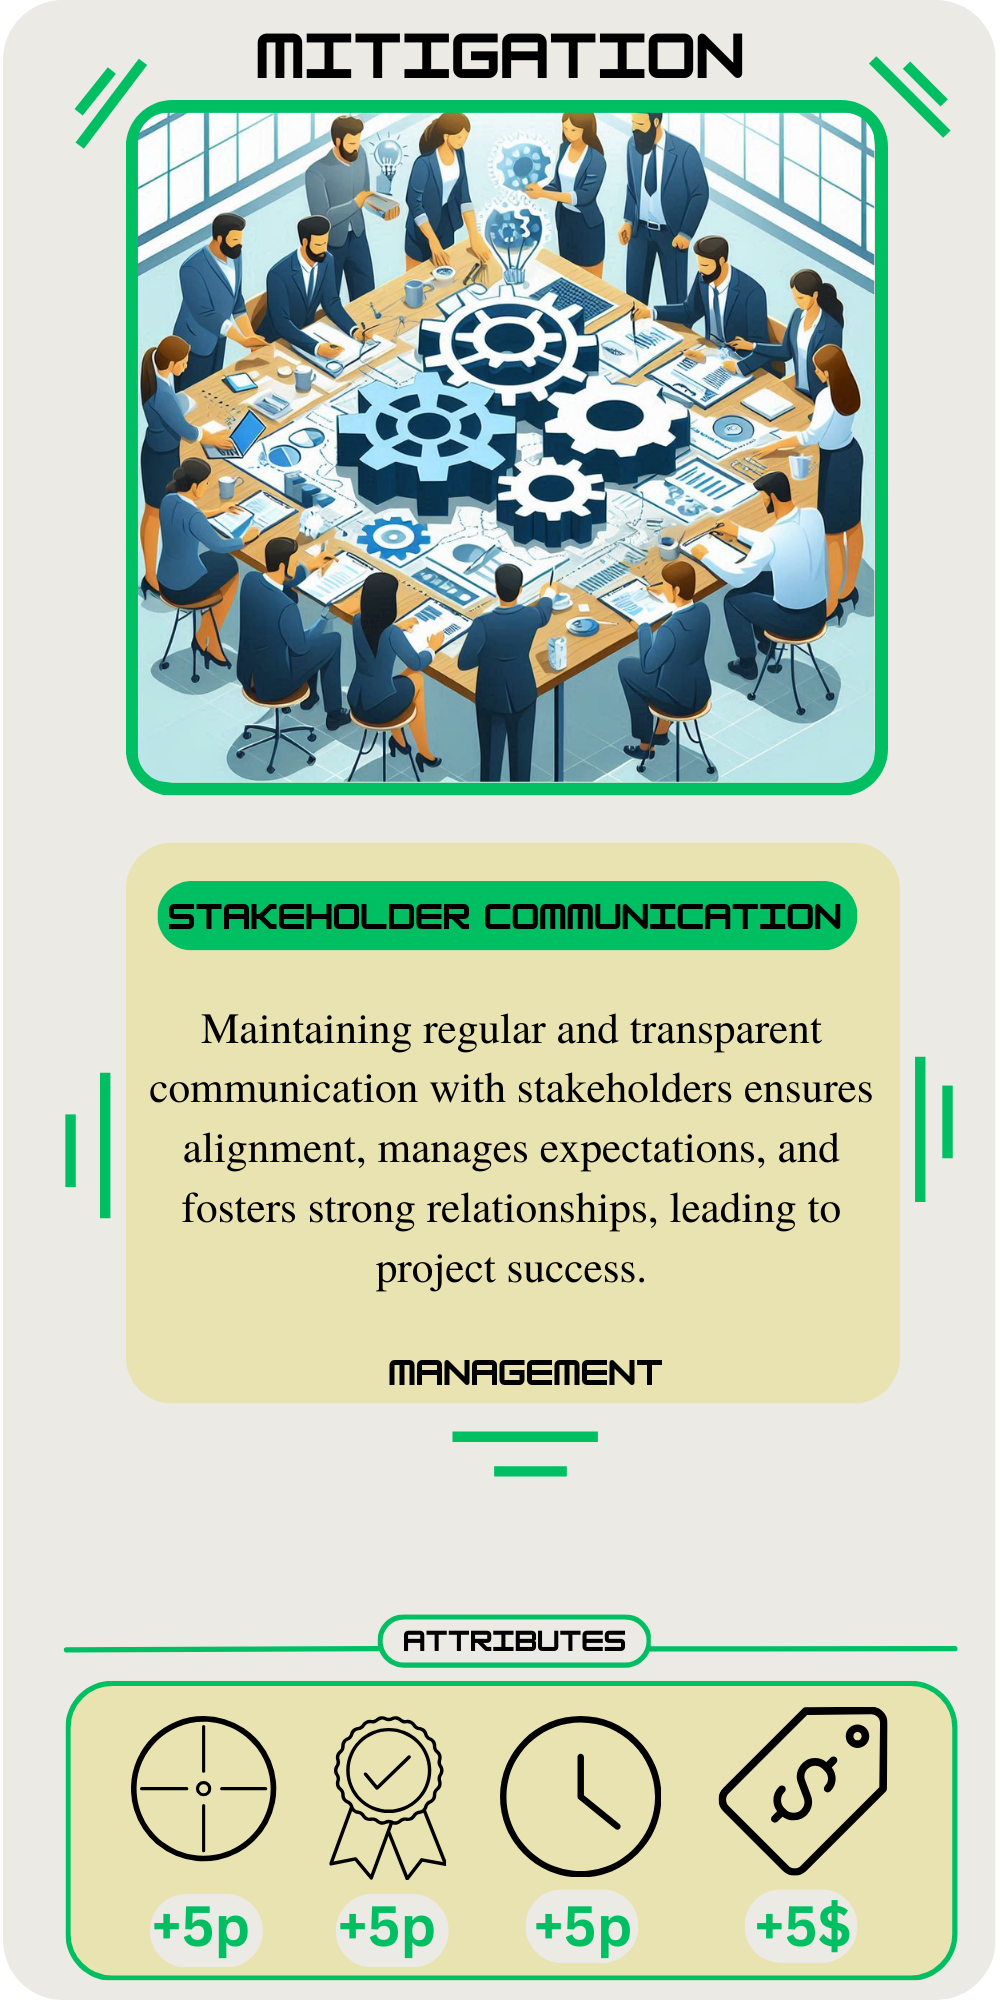 MITIGATION
STAKEHOLDER COMMUNICATION
Maintaining regular and transparent
communication with stakeholders ensures
alignment, manages expectations, and
fosters strong relationships, leading to
project success.
MANAGEMENT
ATTRIBUTES
+5p +5p +5p +5$